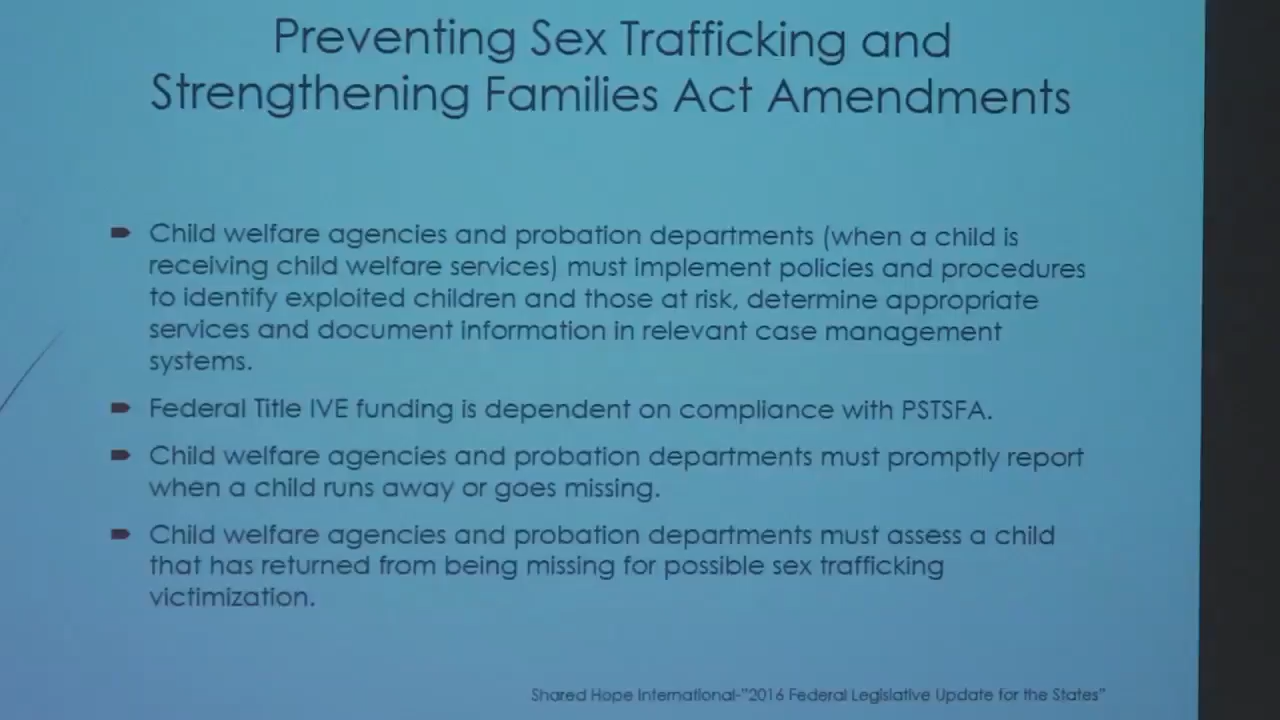 Preventing Sex Trafficking and
Strengthening Families Act Amendments
Child welfare agencies and probation departments (when a child is
receiving child welfare services) must implement policies and procedures
to identify exploited children and those at risk, determine appropriate
services and document information in relevant case management
systems.
Federal Title IVE funding is dependent on compliance with PSTSFA.
Child welfare agencies and probation departments must promptly report
when a child runs away or goes missing.
Child welfare agencies and probation departments must assess a child
that has returned from being missing for possible sex trafficking
victimization.
Shared Hope International-"2016 Federal Legislative Update for the States"